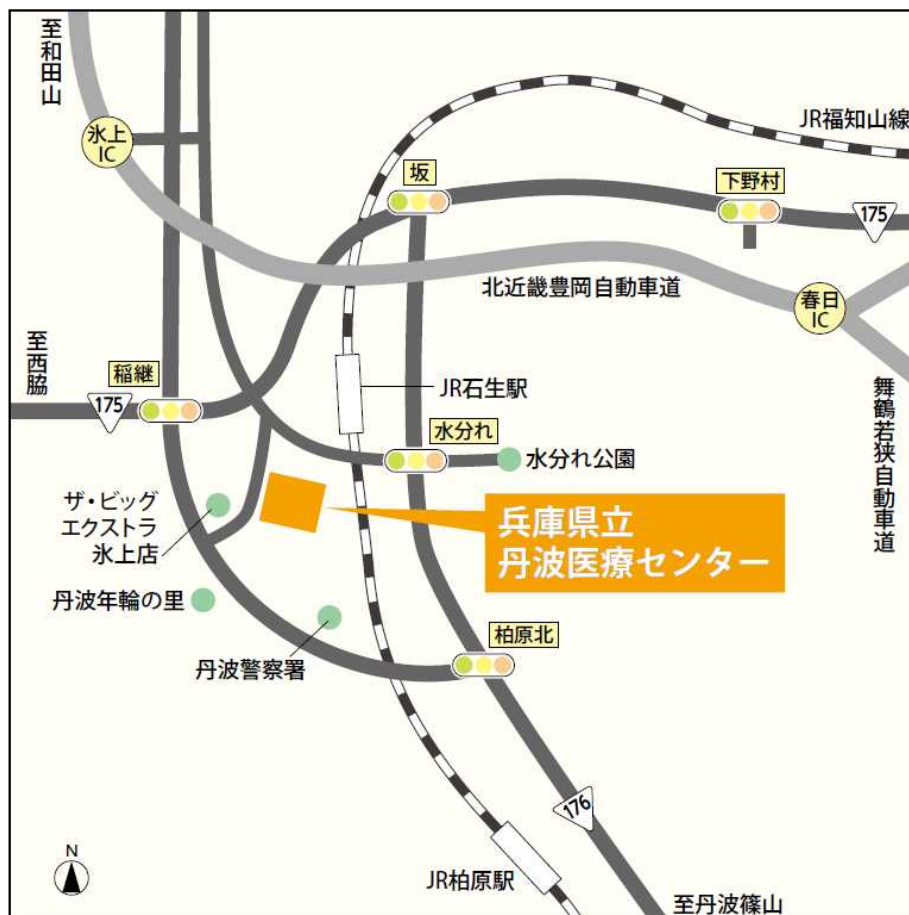 至和田山
氷上
IC
JR福知山線
坂
下野村
175
北近畿豊岡自動車道
春日
IC
至西脇
稲継
175
JR石生駅
舞鶴若狭自動車道
水分れ
水分れ公園
ザ・ビッグ
エクストラ
氷上店
兵庫県立
丹波医療センター
丹波年輪の里
柏原北
丹波警察署
176
N
JR柏原駅
至丹波篠山